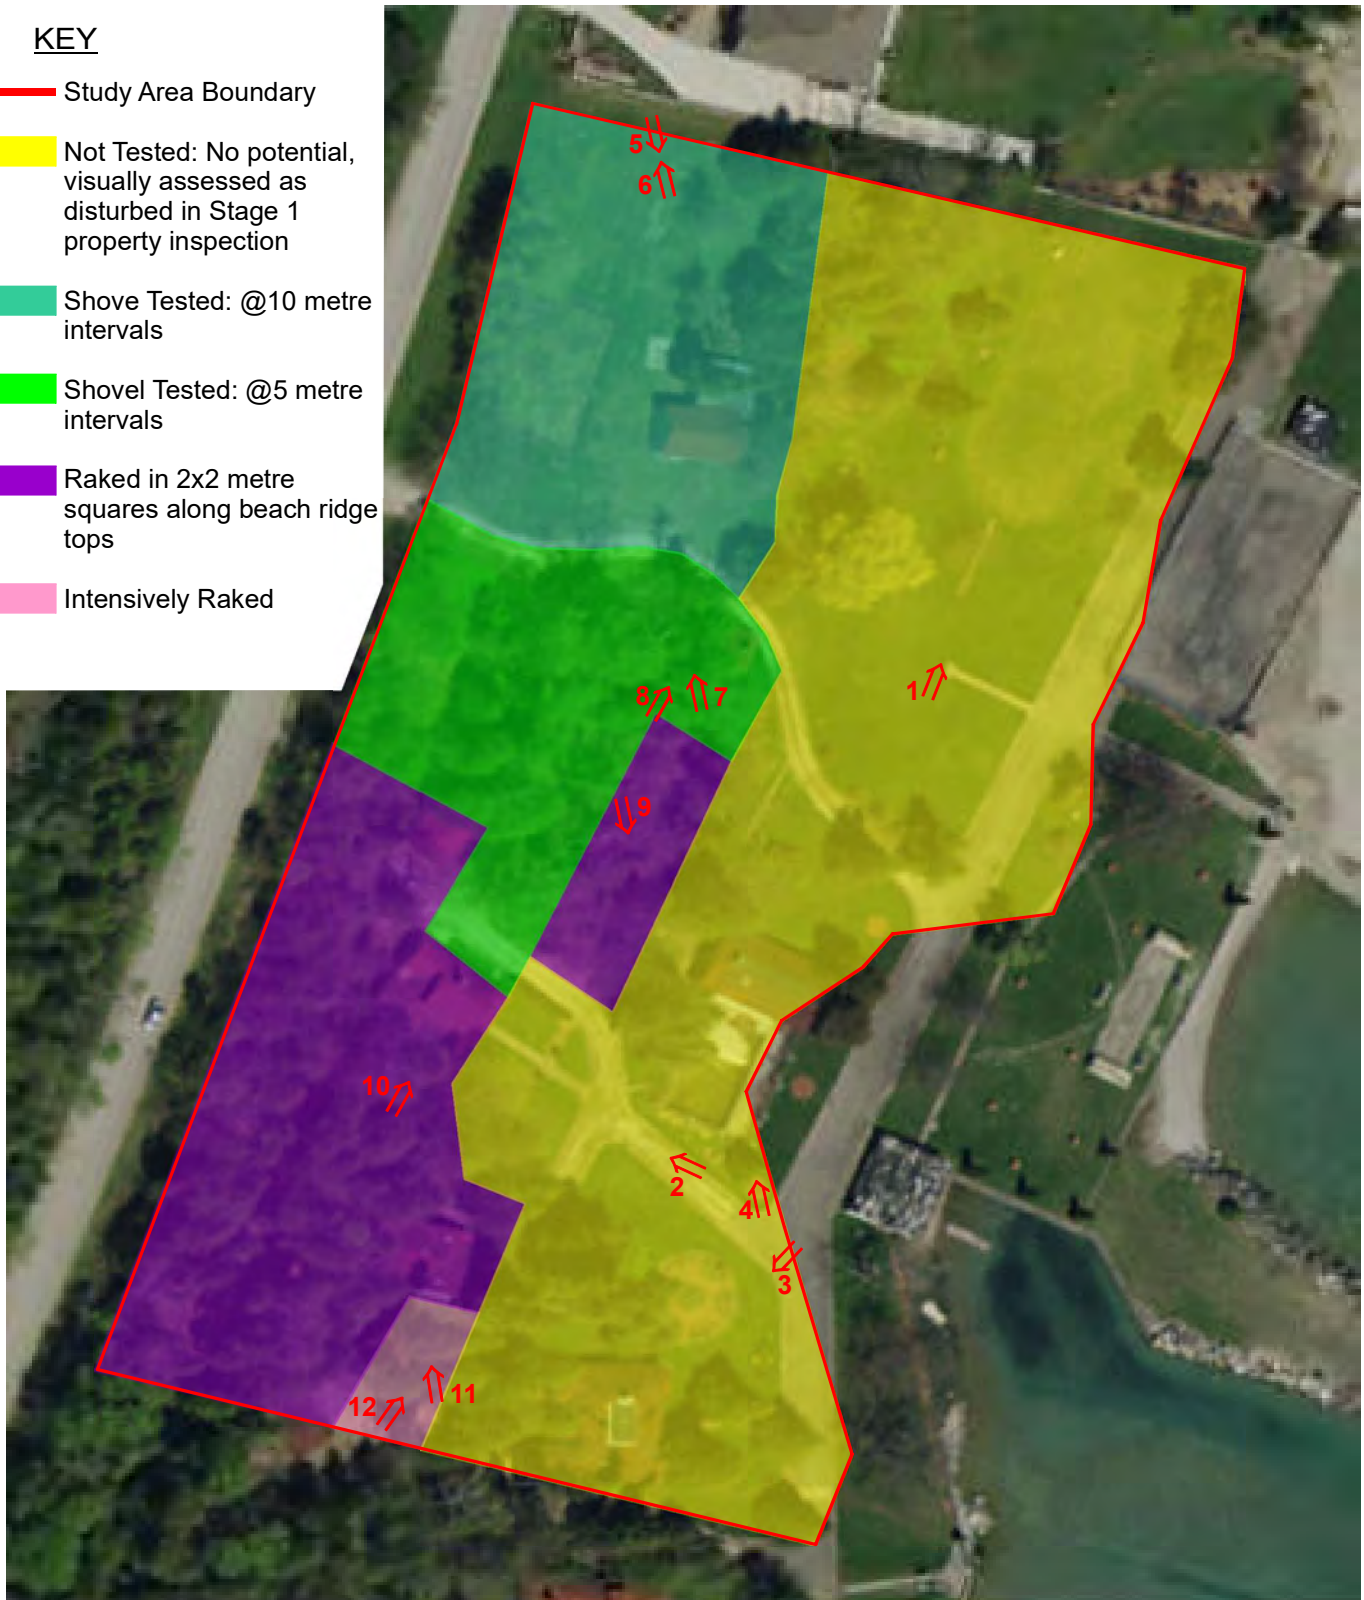 KEY
Study Area Boundary
Not Tested: No potential,
visually assessed as
disturbed in Stage 1
property inspection
Shove Tested: @10 metre
intervals
Shovel Tested: @5 metre
intervals
Raked in 2x2 metre
squares along beach ridge
tops
Intensively Raked
5
6
1
8
7
9
10
2
4
3
12
11